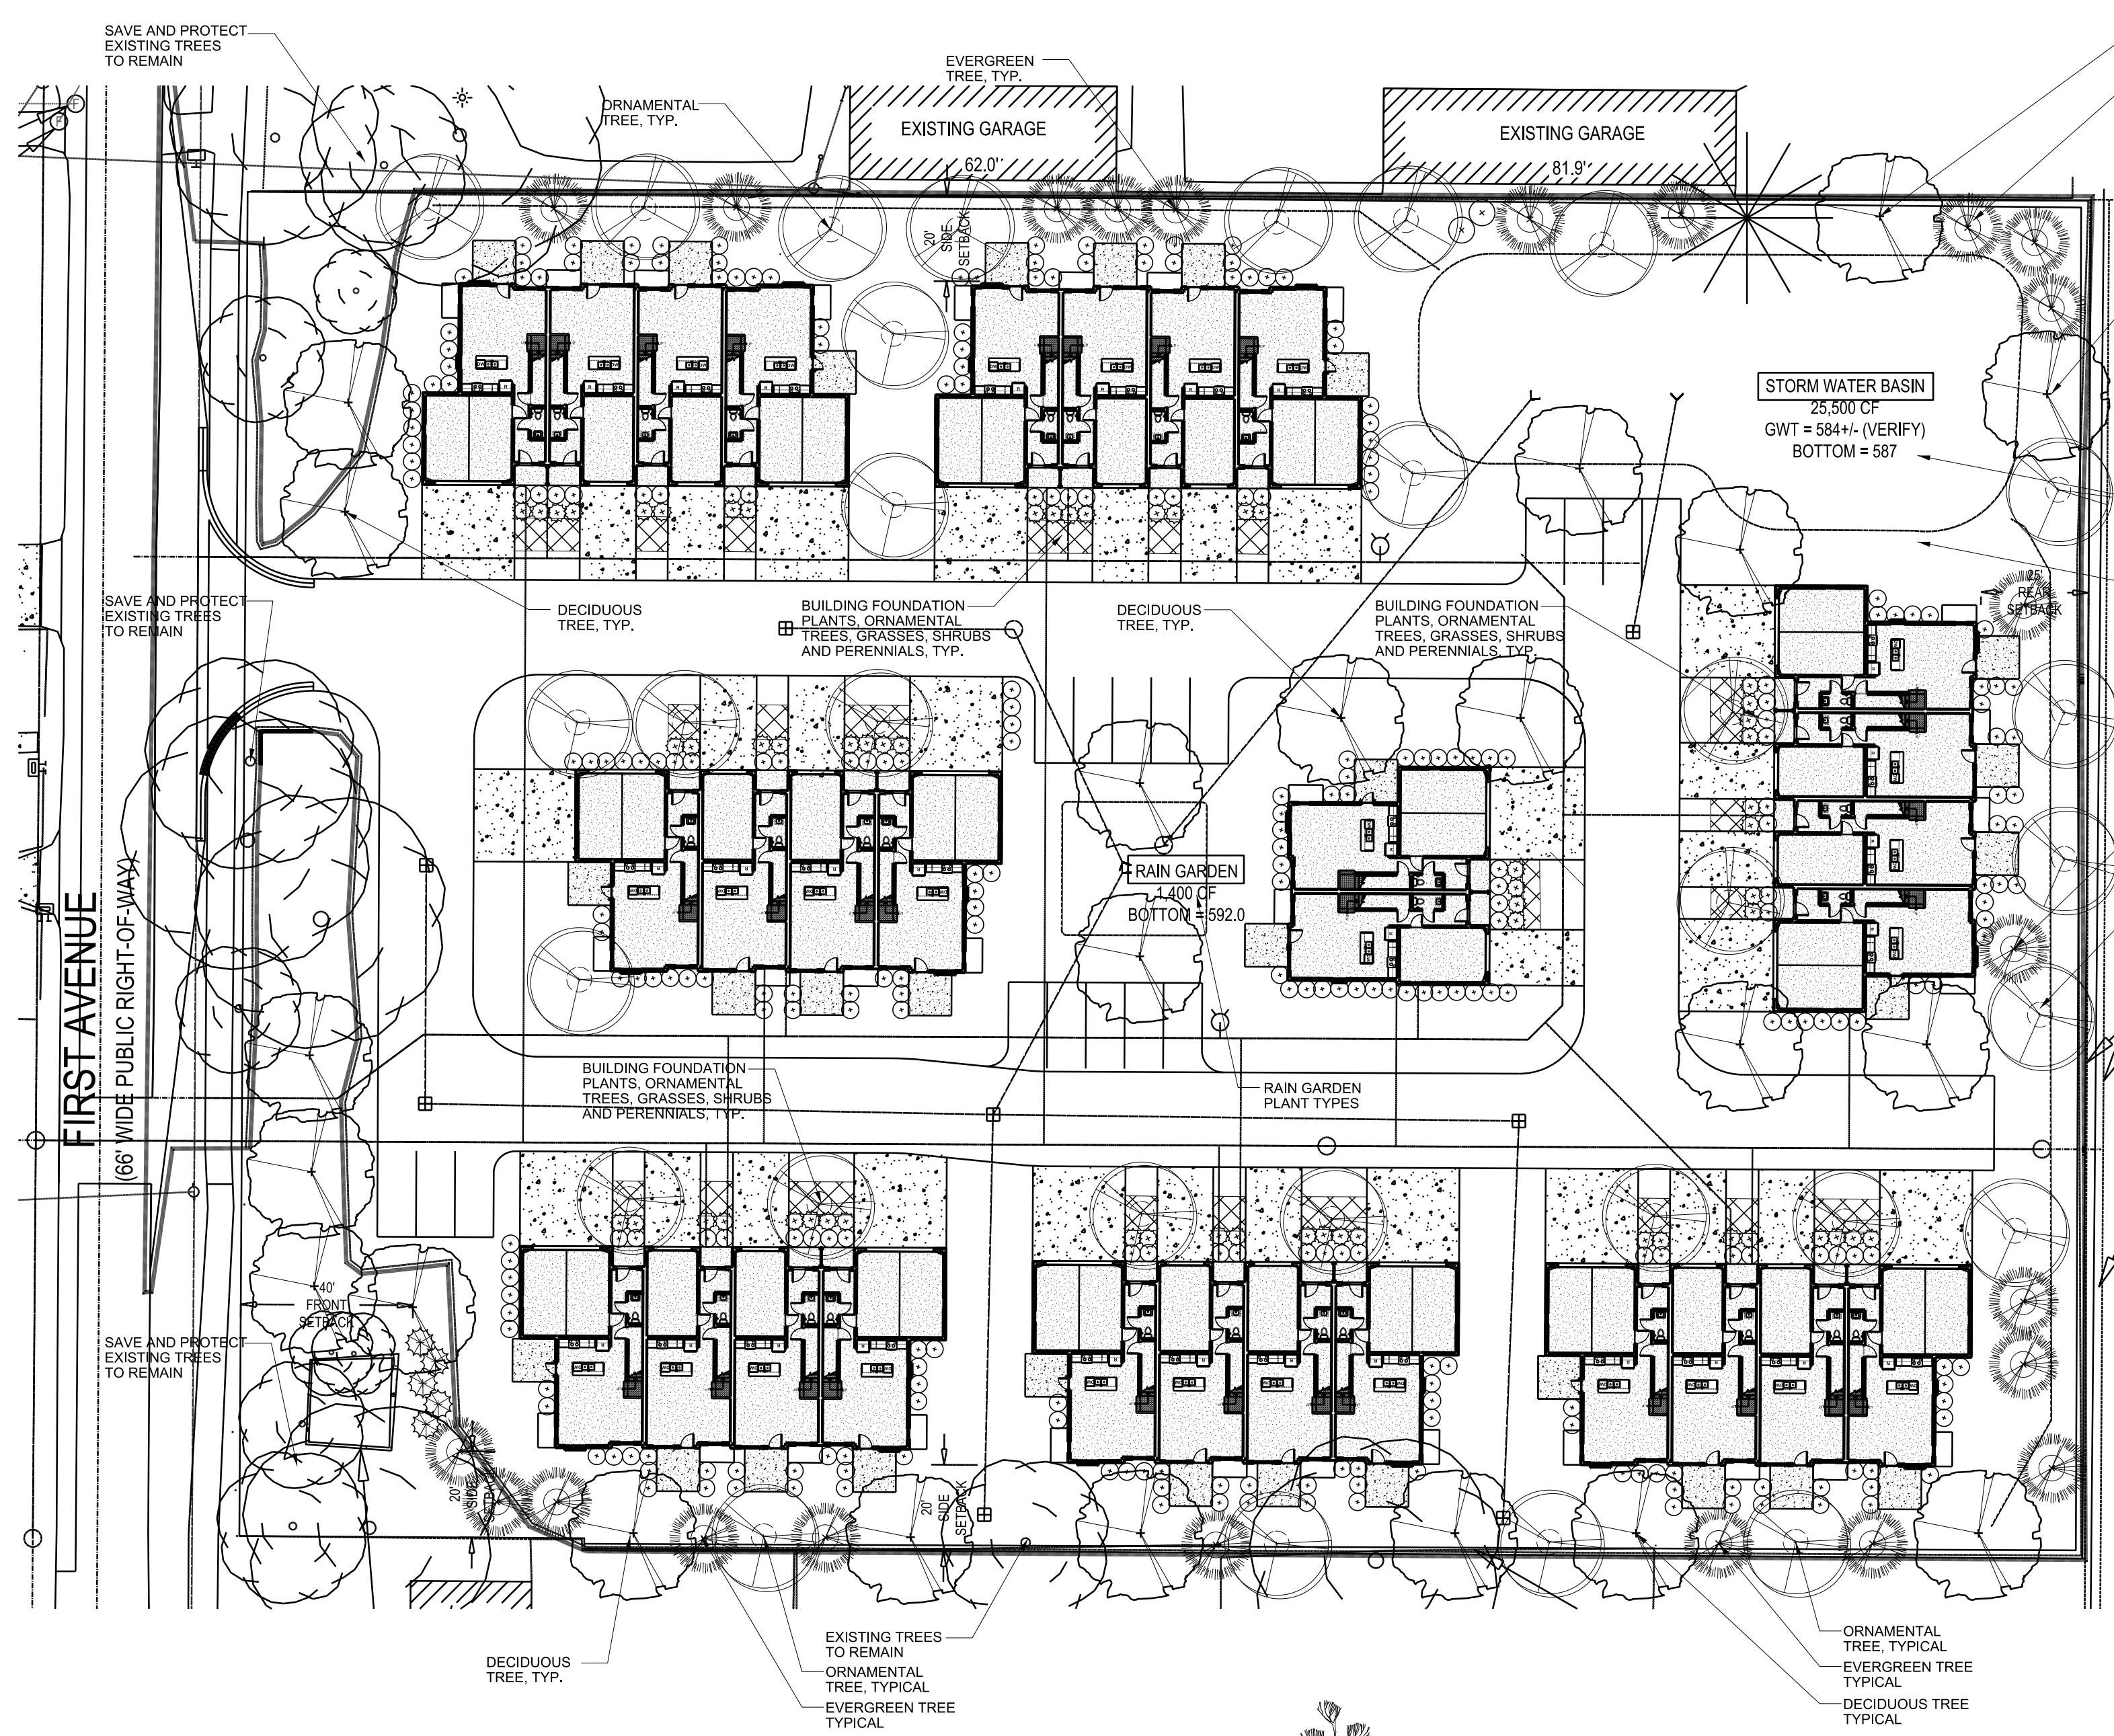 SAVE AND PROTECT
EXISTING TREES
TO REMAIN
EVERGREEN
TREE, TYP.
ORNAMENTAL
TREE, TYP.
EXISTING GARAGE
62.0'
EXISTING GARAGE
81.9'
20'
SIDE
SETBACK
STORM WATER BASIN
25,500 CF
GWT = 584+/- (VERIFY)
BOTTOM = 587
SAVE AND PROTECT
EXISTING TREES
TO REMAIN
DECIDUOUS
TREE, TYP.
BUILDING FOUNDATION
PLANTS, ORNAMENTAL
TREES, GRASSES, SHRUBS
AND PERENNIALS, TYP.
DECIDUOUS
TREE, TYP.
BUILDING FOUNDATION
PLANTS, ORNAMENTAL
TREES, GRASSES, SHRUBS
AND PERENNIALS, TYP.
25'
REAR
SETBACK
RAIN GARDEN
1,400 CF
BOTTOM = 592.0
FIRST AVENUE
(66' WIDE PUBLIC RIGHT-OF-WAY)
BUILDING FOUNDATION
PLANTS, ORNAMENTAL
TREES, GRASSES, SHRUBS
AND PERENNIALS, TYP.
RAIN GARDEN
PLANT TYPES
40'
FRONT
SETBACK
SAVE AND PROTECT
EXISTING TREES
TO REMAIN
20'
SIDE
SETBACK
20'
SIDE
SETBACK
DECIDUOUS
TREE, TYP.
EXISTING TREES
TO REMAIN
ORNAMENTAL
TREE, TYPICAL
EVERGREEN TREE
TYPICAL
ORNAMENTAL
TREE, TYPICAL
EVERGREEN TREE
TYPICAL
DECIDUOUS TREE
TYPICAL